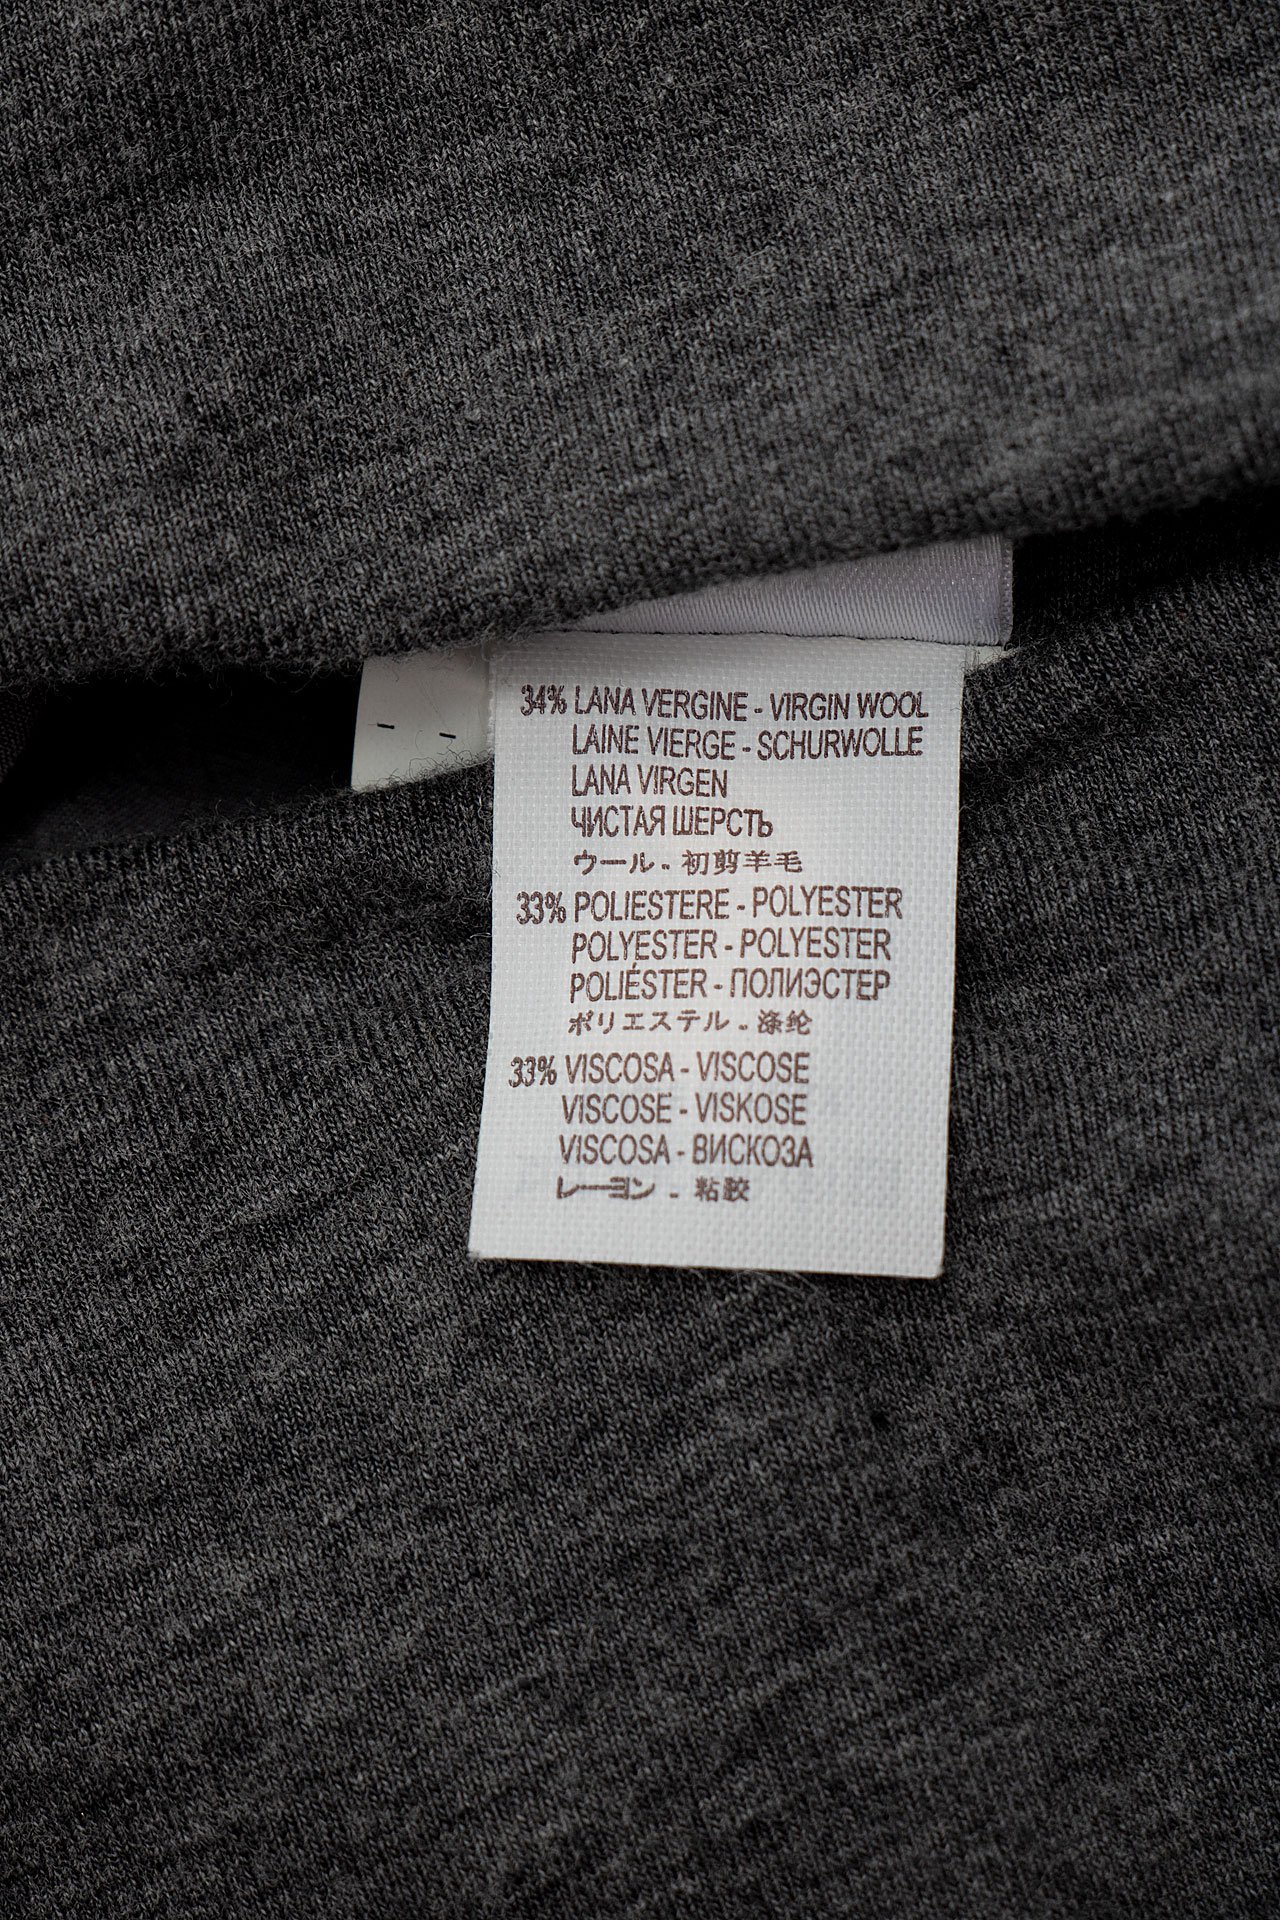 34% LANA VERGINE - VIRGIN WOOL
LAINE VIERGE - SCHURWOLLE
LANA VIRGEN
ЧИСТАЯ ШЕРСТЬ
ウール - 初剪羊毛
33% POLIESTERE - POLYESTER
POLYESTER - POLYESTER
POLIÉSTER - ПОЛИЭСТЕР
ポリエステル - 涤纶
33% VISCOSA - VISCOSE
VISCOSE - VISKOSE
VISCOSA - ВИСКОЗА
レーヨン - 粘胶